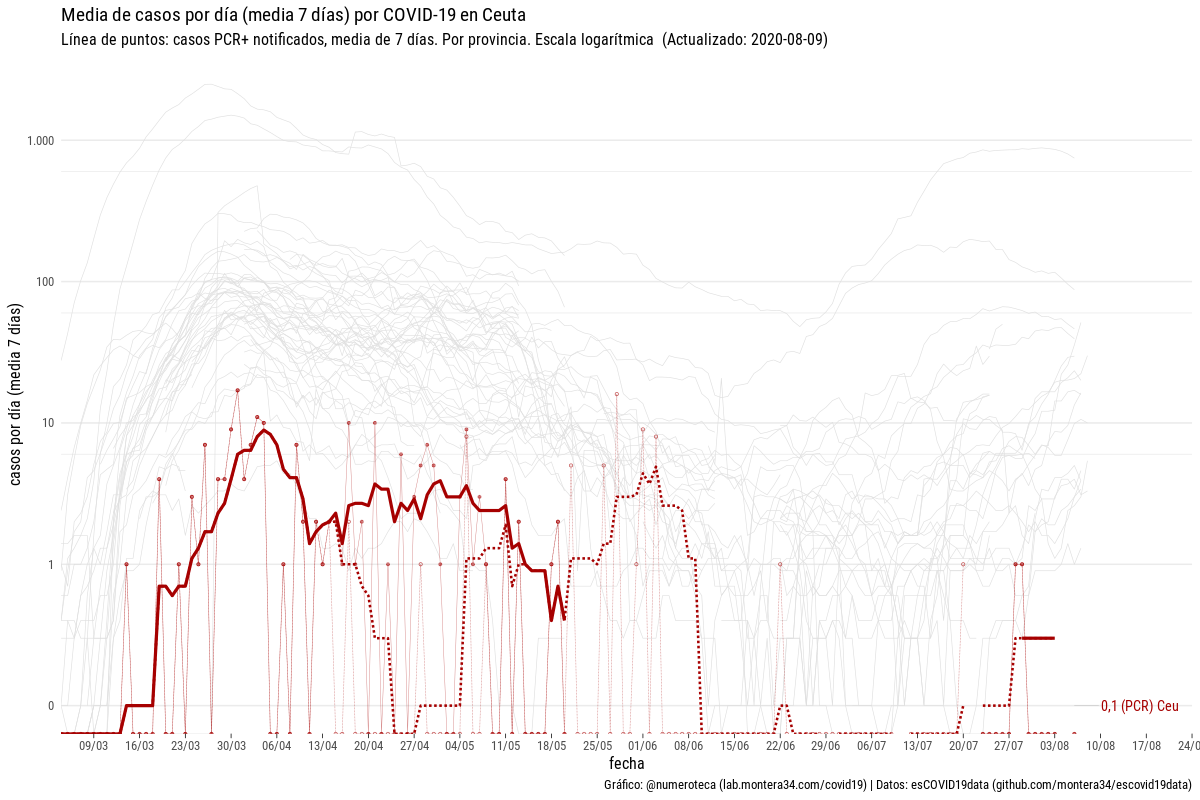 Media de casos por día (media 7 días) por COVID-19 en Ceuta
Línea de puntos: casos PCR+ notificados, media de 7 días. Por provincia. Escala logarítmica (Actualizado: 2020-08-09)
casos por día (media 7 días)
1.000
100
10
1
0
0,1 (PCR) Ceu
09/03 16/03 23/03 30/03 06/04 13/04 20/04 27/04 04/05 11/05 18/05 25/05 01/06 08/06 15/06 22/06 29/06 06/07 13/07 20/07 27/07 03/08 10/08 17/08 24/0
fecha
Gráfico: @numeroteca (lab.montera34.com/covid19) | Datos: esCOVID19data (github.com/montera34/escovid19data)